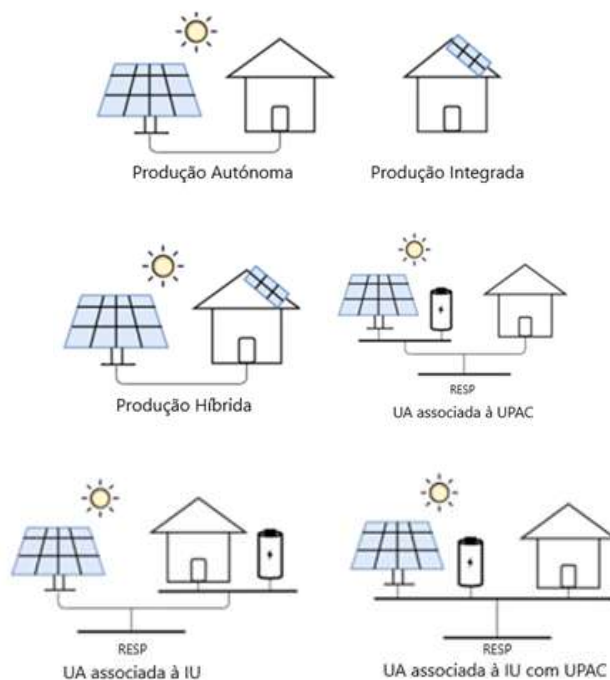 Produção Autónoma
Produção Integrada
Produção Híbrida
RESP
UA associada à UPAC
RESP
UA associada à IU
RESP
UA associada à IU com UPAC